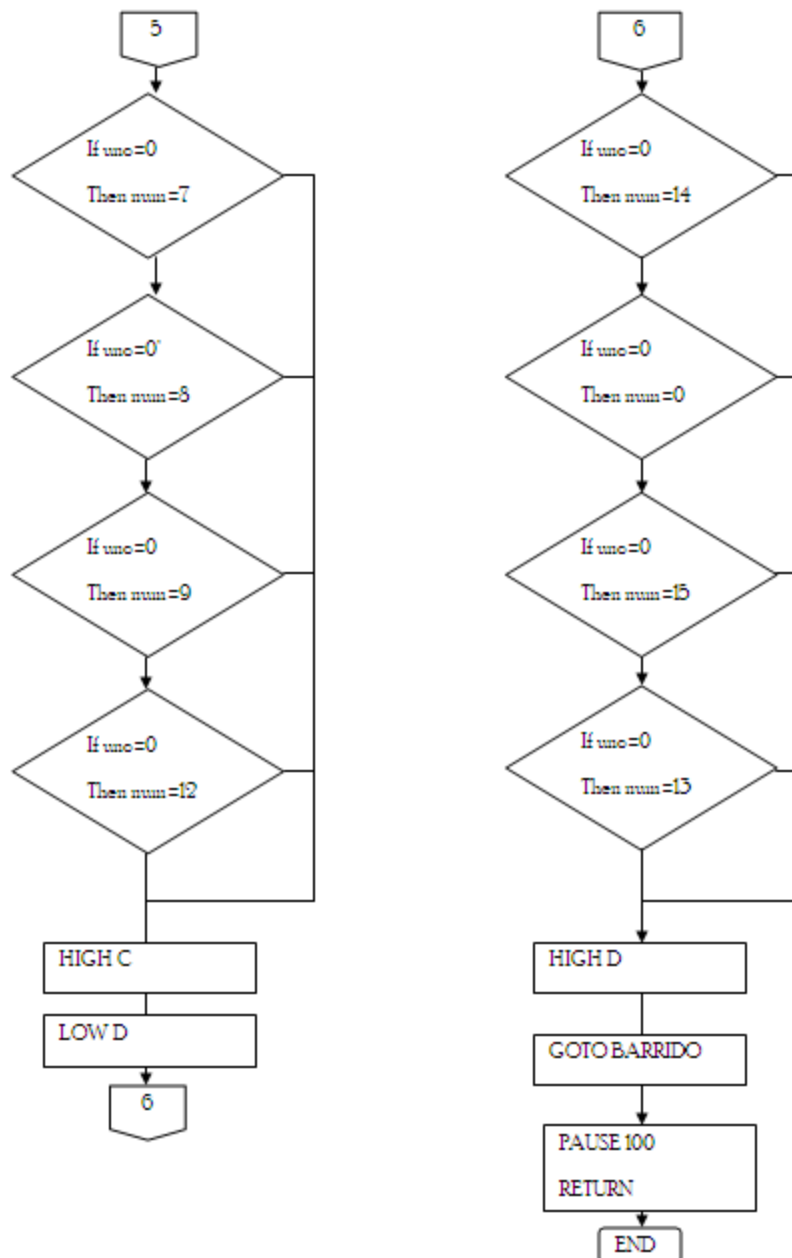 5
If uno=0
Then num=7
If uno=0"
Then num=8
If uno=0
Then num=9
If uno=0
Then num=12
HIGH C
LOW D
6
6
If uno=0
Then num=14
If uno=0
Then num=0
If uno=0
Then num=15
If uno=0
Then num=13
HIGH D
GOTO BARRIDO
PAUSE 100
RETURN
END